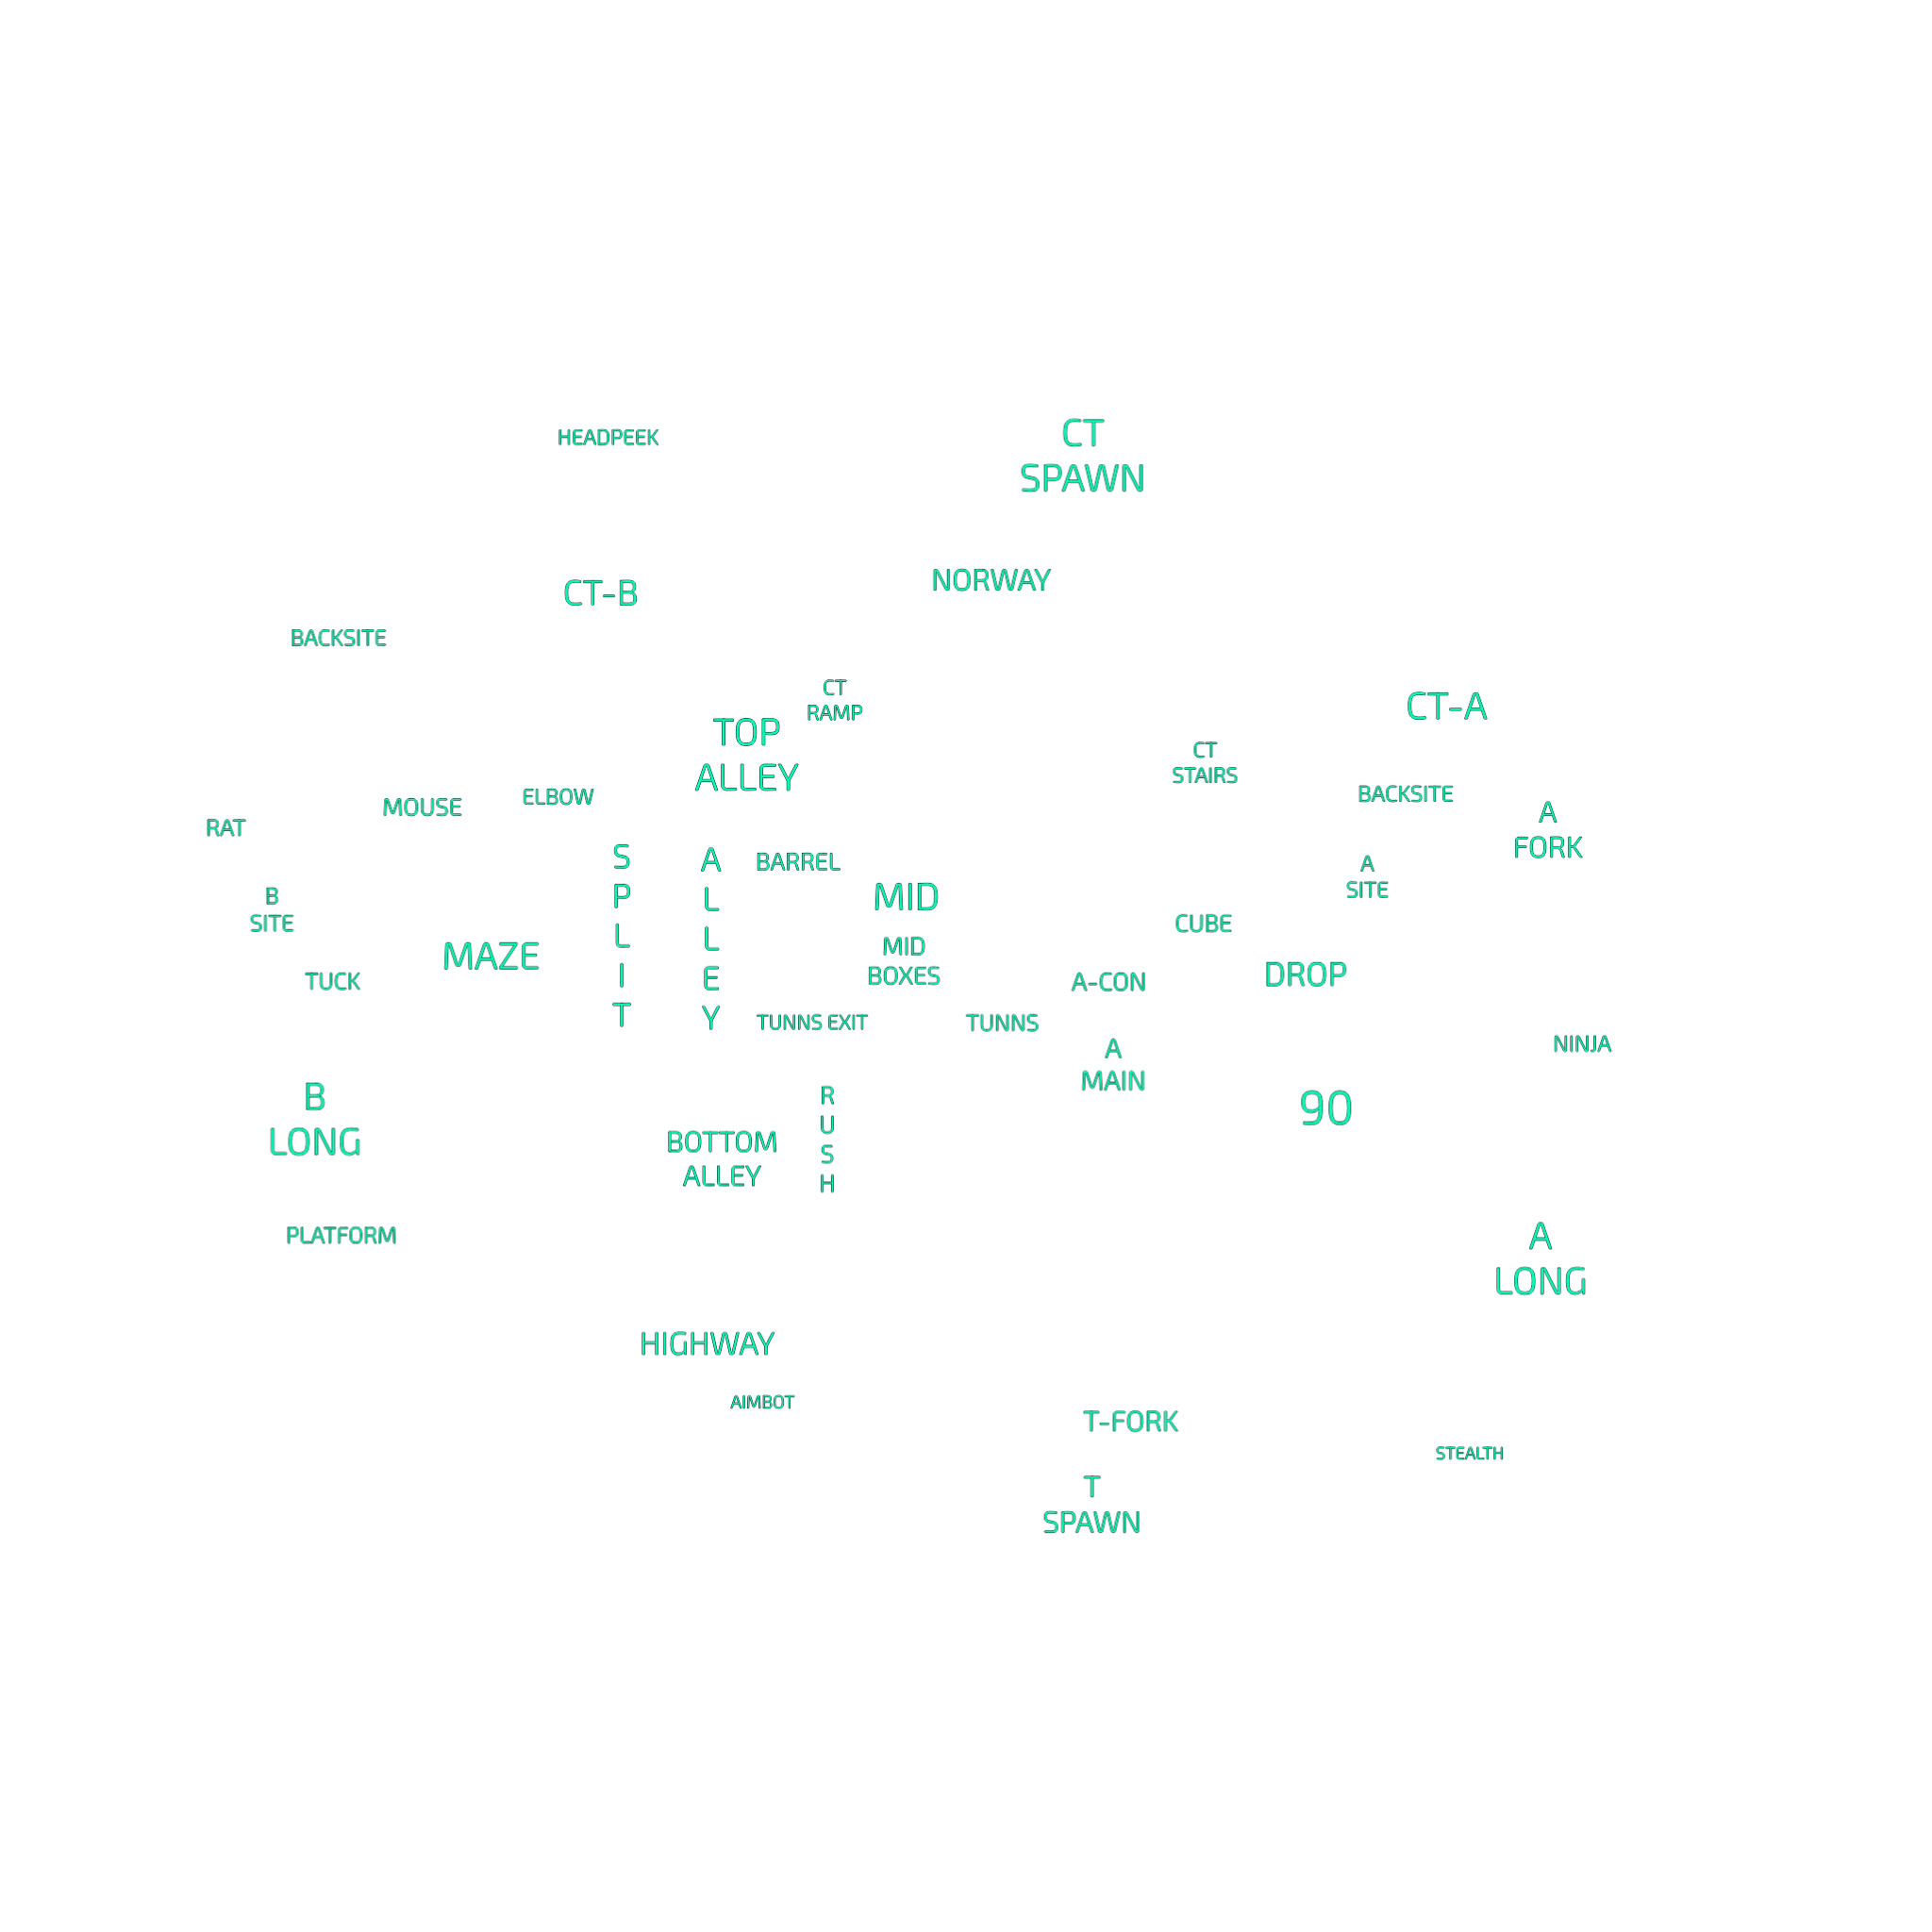 HEADPEEK
CT
SPAWN
NORWAY
CT-B
BACKSITE
CT
RAMP
TOP
ALLEY
CT-A
CT
STAIRS
BACKSITE
A
FORK
ELBOW
MOUSE
RAT
S
P
L
I
T
A
L
L
E
Y
BARREL
MID
MID
BOXES
A
SITE
CUBE
B
SITE
MAZE
TUCK
DROP
A-CON
TUNNS EXIT
TUNNS
A
MAIN
NINJA
90
B
LONG
R
U
S
H
BOTTOM
ALLEY
PLATFORM
A
LONG
HIGHWAY
AIMBOT
T-FORK
STEALTH
T
SPAWN